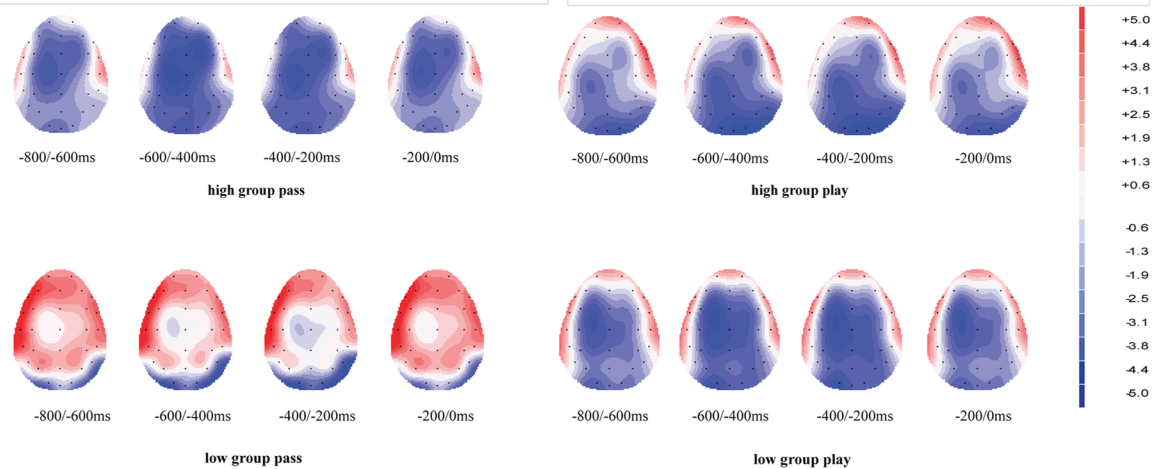 -800/-600ms -600/-400ms -400/-200ms -200/0ms
high group pass
-800/-600ms -600/-400ms -400/-200ms -200/0ms
high group play
-800/-600ms -600/-400ms -400/-200ms -200/0ms
low group pass
-800/-600ms -600/-400ms -400/-200ms -200/0ms
low group play
+5.0
+4.4
+3.8
+3.1
+2.5
+1.9
+1.3
+0.6
-0.6
-1.3
-1.9
-2.5
-3.1
-3.8
-4.4
-5.0